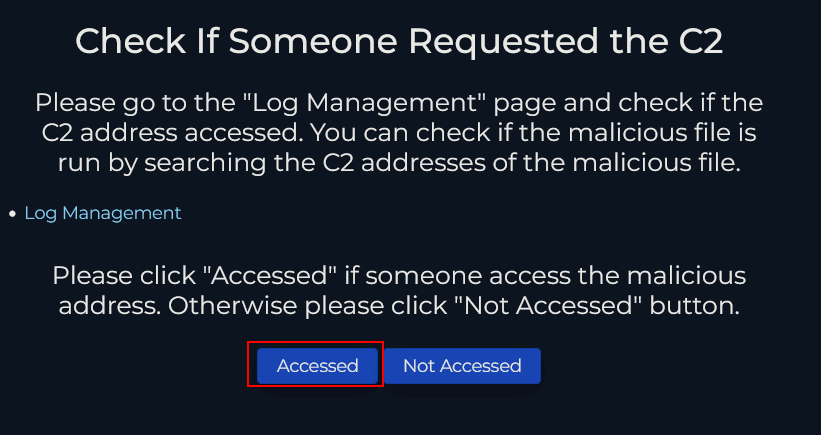 Check If Someone Requested the C2
Please go to the "Log Management" page and check if the
C2 address accessed. You can check if the malicious file is
run by searching the C2 addresses of the malicious file.
Log Management
Please click "Accessed" if someone access the malicious
address. Otherwise please click "Not Accessed" button.
Accessed
Not Accessed